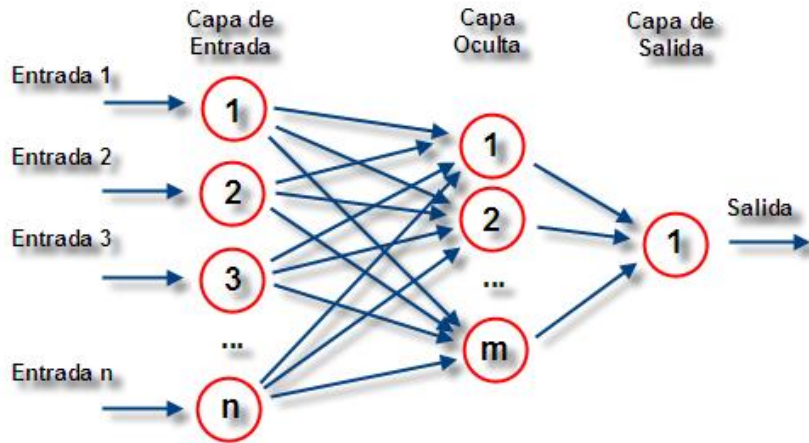 Capa de
Entrada
Capa
Oculta
Capa de
Salida
Entrada 1
1
Entrada 2
2
Entrada 3
3
...
Entrada n
n
1
2
...
m
1
Salida